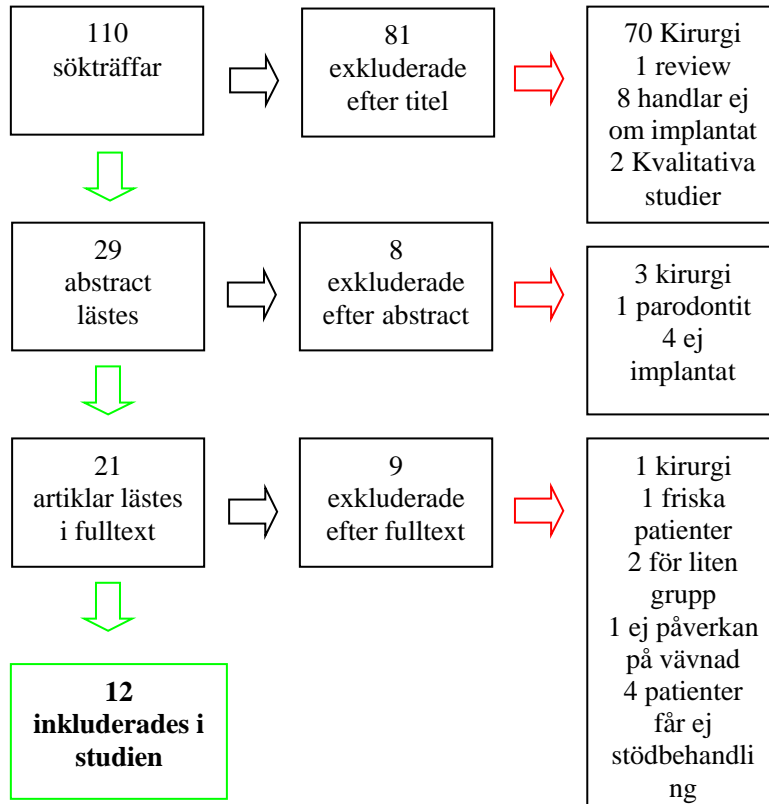 110
sökträffar
81
exkluderade
efter titel
70 Kirurgi
1 review
8 handlar ej
om implantat
2 Kvalitativa
studier
29
abstract
lästes
8
exkluderade
efter abstract
3 kirurgi
1 parodontit
4 ej
implantat
21
artiklar lästes
i fulltext
9
exkluderade
efter fulltext
1 kirurgi
1 friska
patienter
2 för liten
grupp
1 ej påverkan
på vävnad
4 patienter
får ej
stödbehandli
ng
12
inkluderades i
studien